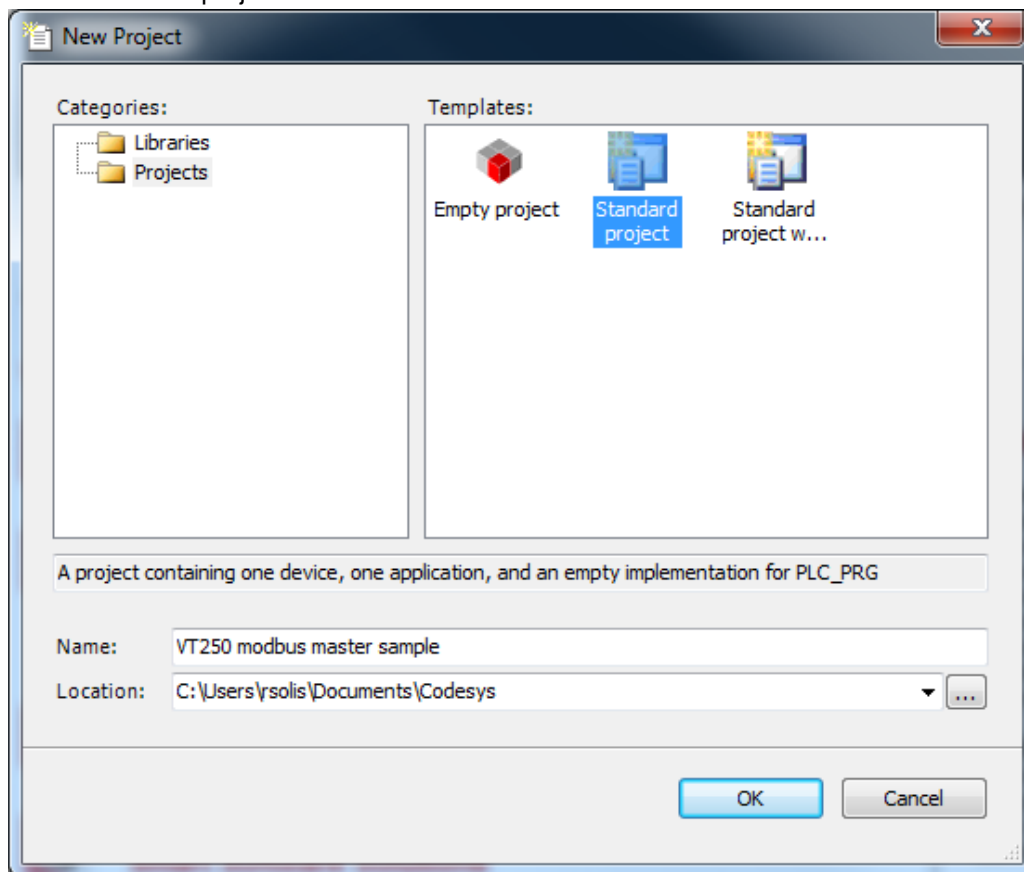 New Project
Categories:
Templates:
Libraries
Projects
Empty project
Standard
project
Standard
project w...
A project containing one device, one application, and an empty implementation for PLC_PRG
Name:
VT250 modbus master sample
Location:
C:\Users\rsolis\Documents\Codesys
...
OK
Cancel